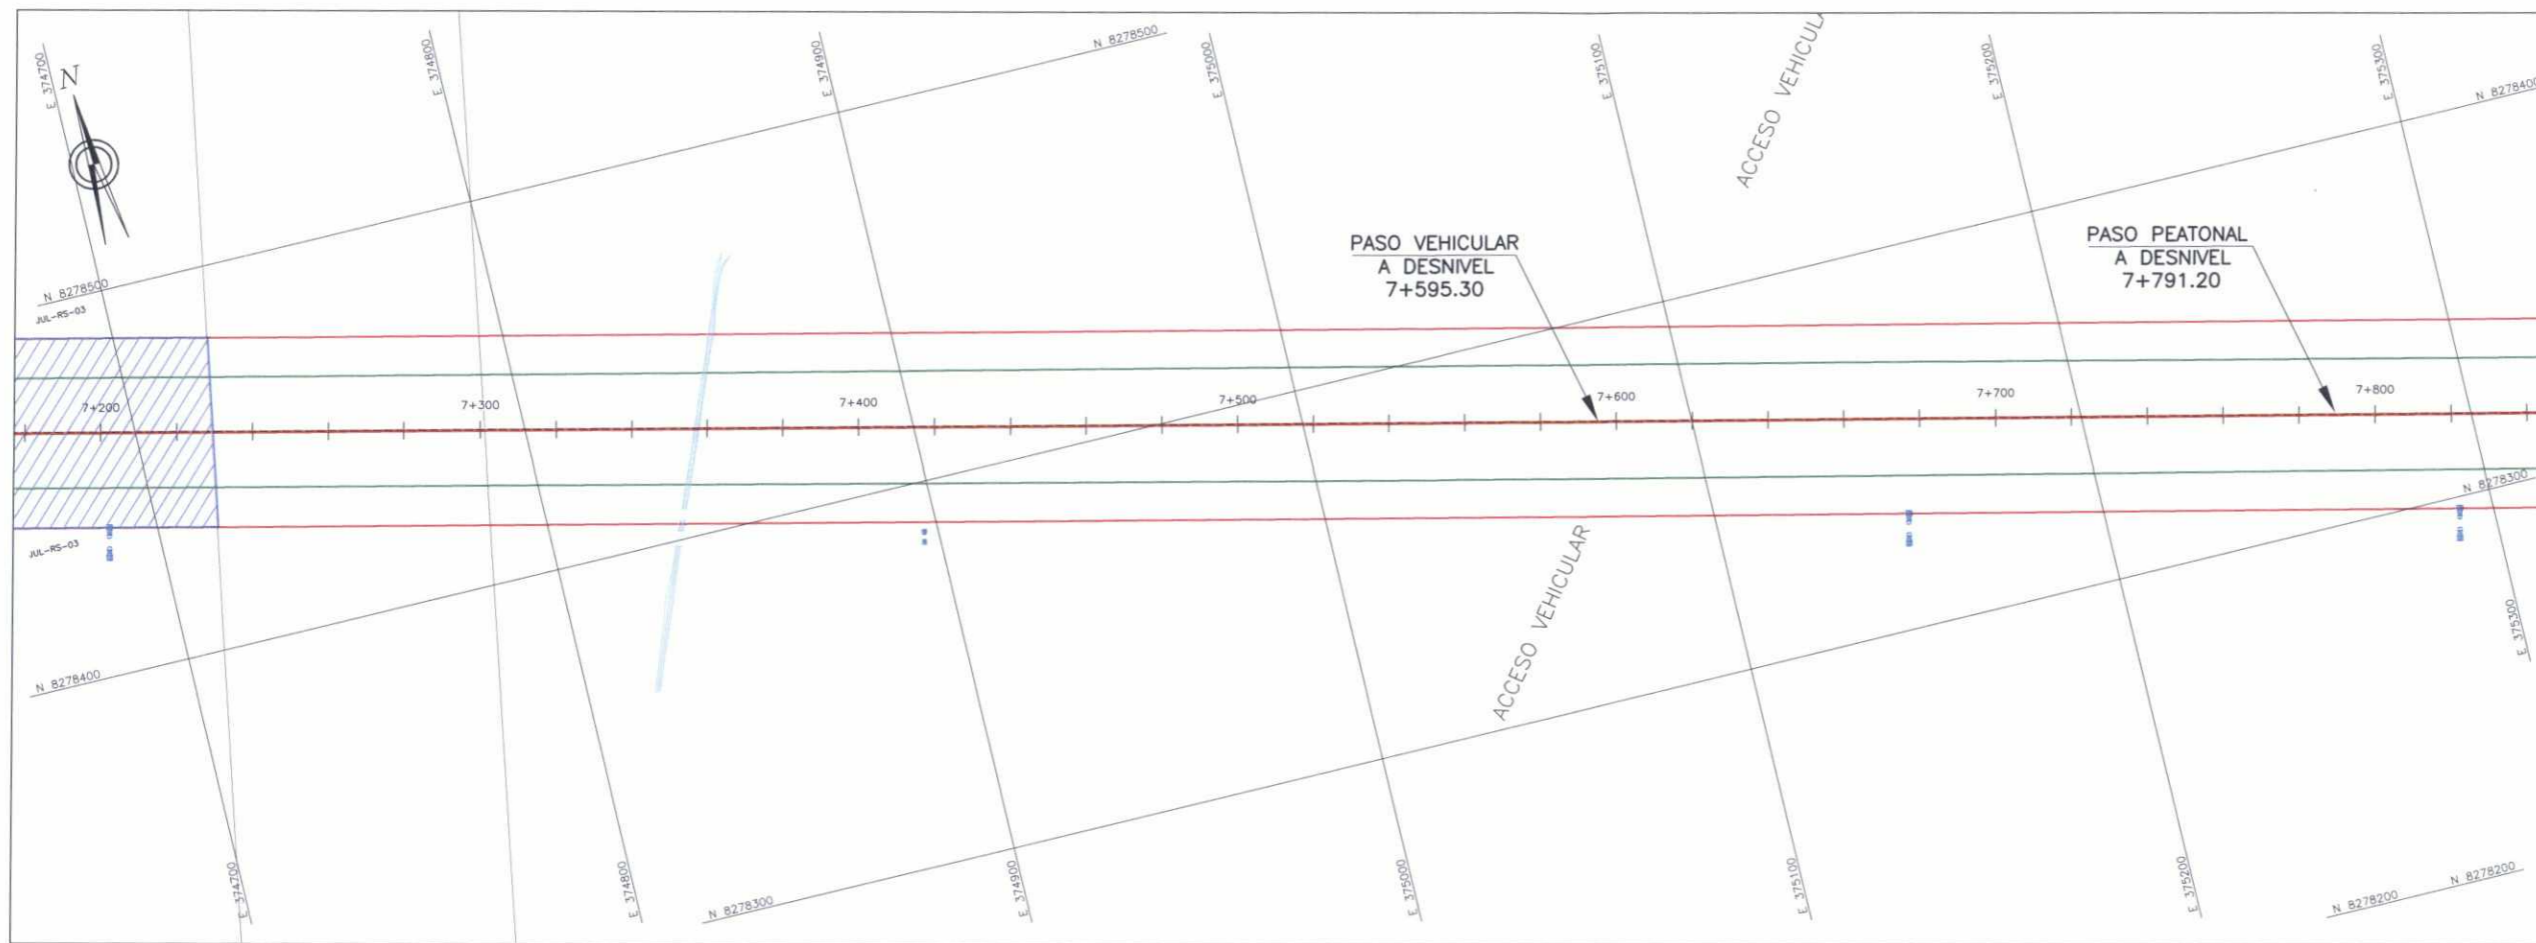 E 374700
E 374800
E 374900
N 8278500
E 375000
E 375100
ACCESO VEHICULA
E 375200
E 375300
N 8278400
N
N 8278500
JUL-RS-03
PASO VEHICULAR
A DESNIVEL
7+595.30
PASO PEATONAL
A DESNIVEL
7+791.20
7+200
7+300
7+400
7+500
7+600
7+700
7+800
N 8278300
JUL-RS-03
ACCESO VEHICULAR
E 375300
N 8278400
E 374700
E 374800
N 8278300
E 374900
E 375000
E 375100
E 375200
N 8278200
N 8278200